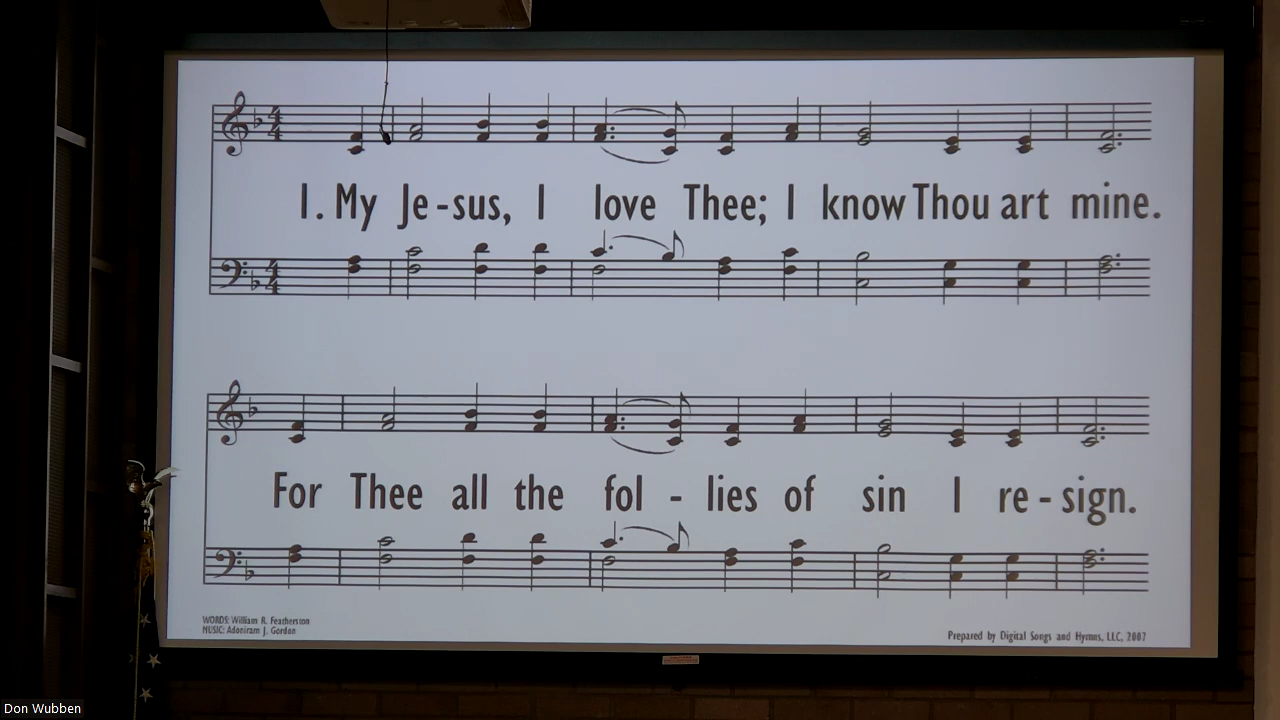 1. My Je-sus, I love Thee; I know Thou art mine.
For Thee all the fol - lies of sin I re-sign.
WORDS: William R. Featherston
MUSIC: Adoniram J. Gordon
Prepared by Digital Songs and Hymns, LLC, 2007
Don Wubben